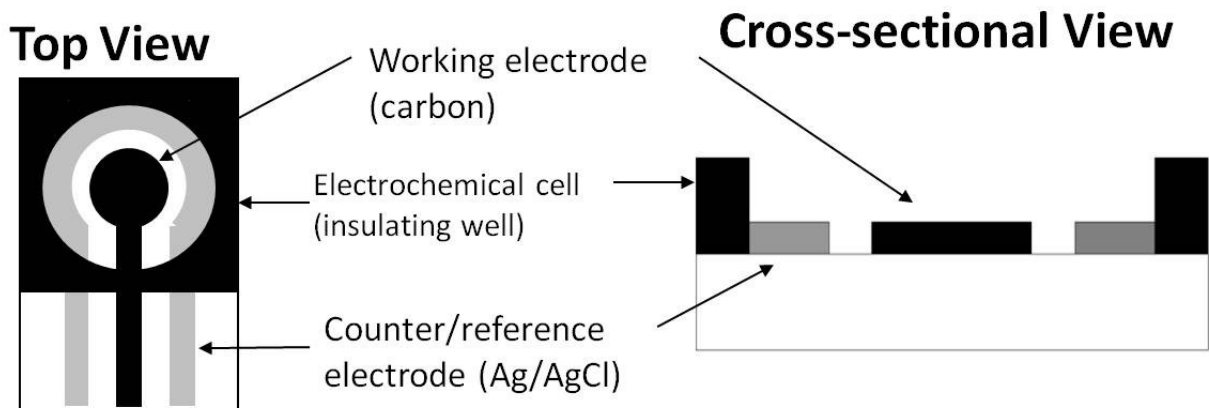 Top View
Cross-sectional View
Working electrode
(carbon)
Electrochemical cell
(insulating well)
Counter/reference
electrode (Ag/AgCl)